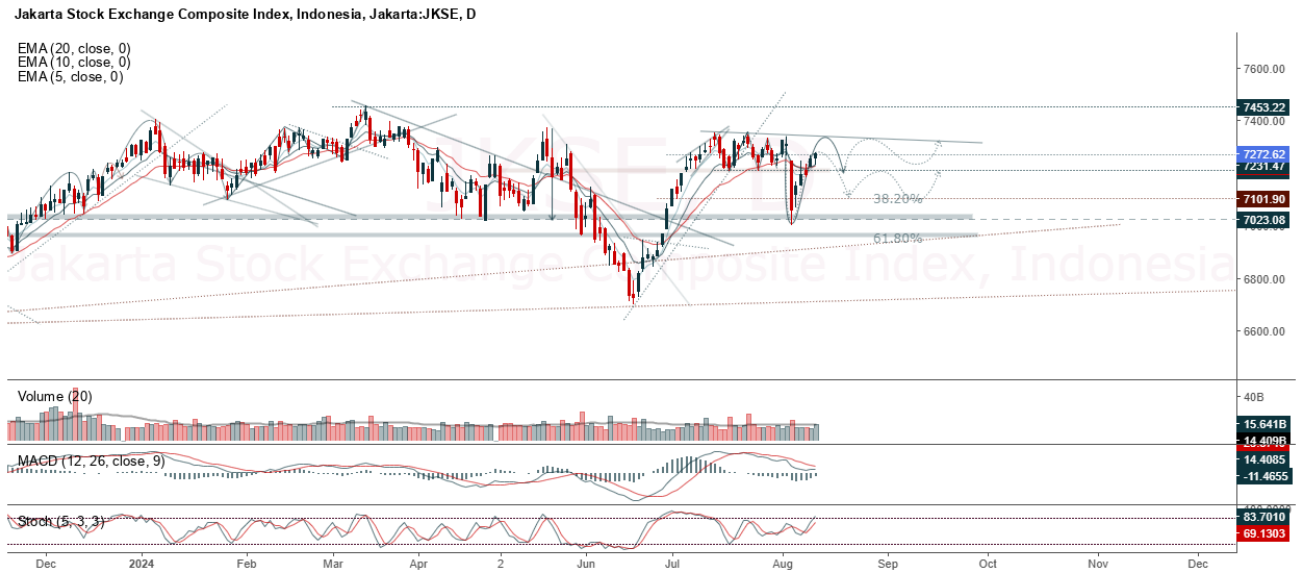 Jakarta Stock Exchange Composite Index, Indonesia, Jakarta:JKSE, D
EMA (20, close, 0)
EMA (10, close, 0)
EMA (5, close, 0)
7600.00
7453.22
7400.00
7272.62
7231.47
7101.90
7023.08
6800.00
6600.00
38.20%
61.80%
JKSE, D
Jakarta Stock Exchange Composite Index, Indonesia
Volume (20)
40B
15.641B
14.409B
MACD (12, 26, close, 9)
14.4085
-11.4655
Stoch (5, 3, 3)
83.7010
69.1303
Dec 2024 Feb Mar Apr 2 Jun Jul Aug Sep Oct Nov Dec